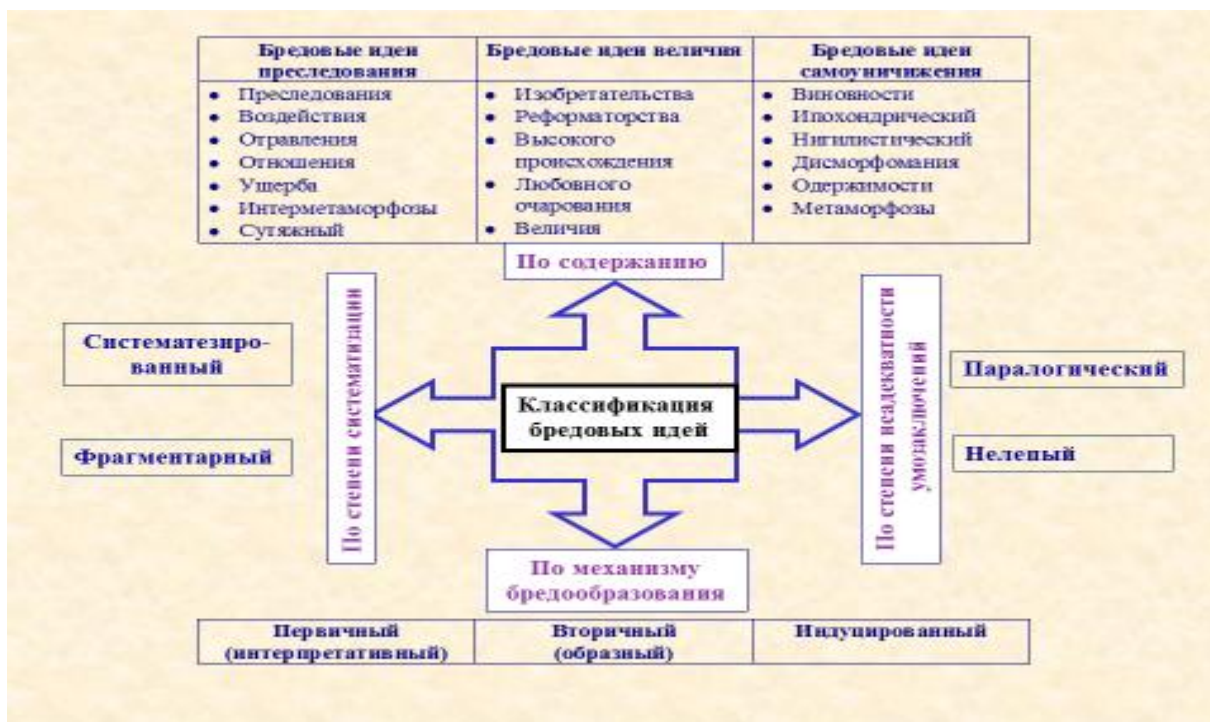 Бредовые идеи
преследования
Бредовые идеи величия
Бредовые идеи
самоуничижения
• Преследования
• Воздействия
• Отравления
• Отношения
• Ущерба
• Интерметаморфозы
• Сутяжный
• Изобретательства
• Реформаторства
• Высокого
происхождения
• Любовного
очарования
• Величия
• Виновности
• Ипохондрический
• Нигилистический
• Дисморфомания
• Одержимости
• Метаморфозы
По содержанию
Систематезиро-
ванный
Фрагментарный
По степени систематизации
Классификация
бредовых идей
По степени неадекватности
умозаключений
Паралогический
Нелепый
По механизму
бредообразования
Первичный
(интерпретативный)
Вторичный
(образный)
Индуцированный